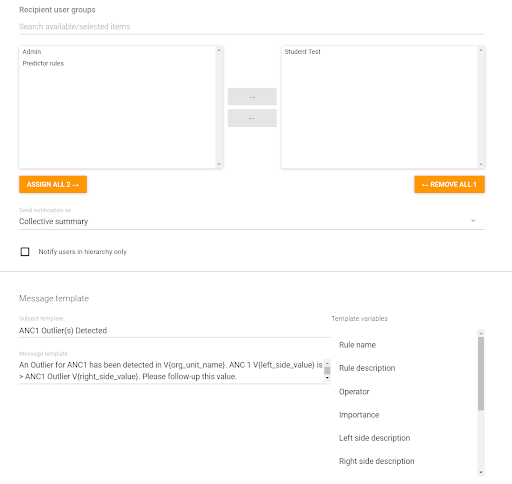 Recipient user groups
Search available/selected items
Admin
Predictor rules
Student Test
→
←
ASSIGN ALL 2 →
← REMOVE ALL 1
Send notification as
Collective summary
Notify users in hierarchy only
Message template
Subject template
ANC1 Outlier(s) Detected
Message template
An Outlier for ANC1 has been detected in V{org_unit_name}. ANC 1 V{left_side_value} is
> ANC1 Outlier V{right_side_value}. Please follow-up this value.
Template variables
Rule name
Rule description
Operator
Importance
Left side description
Right side description